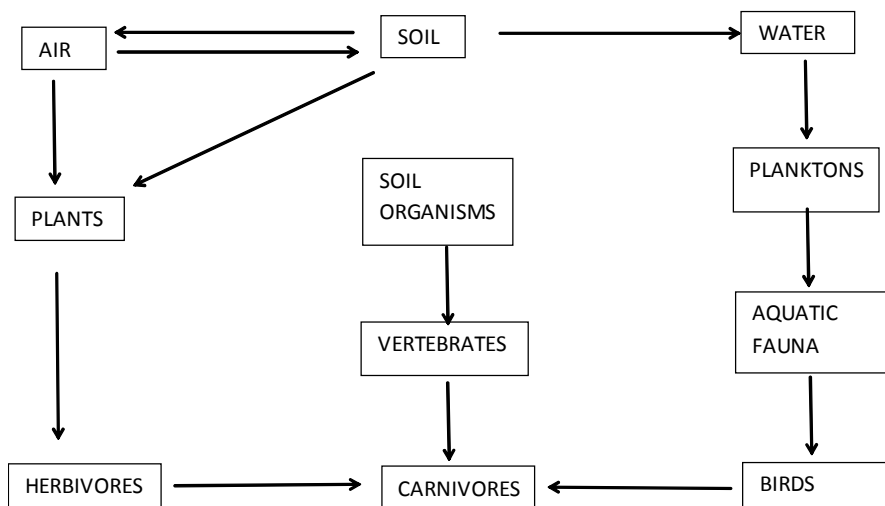 AIR
SOIL
WATER
PLANTS
SOIL
ORGANISMS
PLANKTONS
VERTEBRATES
AQUATIC
FAUNA
HERBIVORES
CARNIVORES
BIRDS